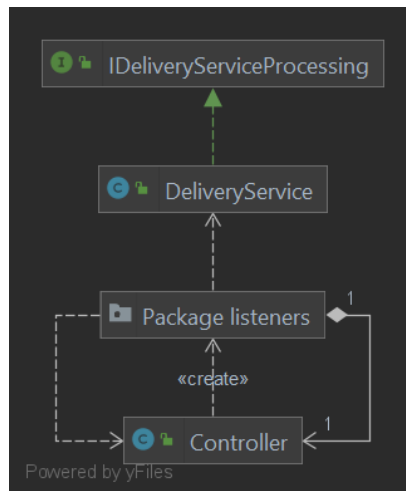 IDeliveryServiceProcessing
DeliveryService
1
Package listeners
«create»
1
Controller
Powered by yFiles